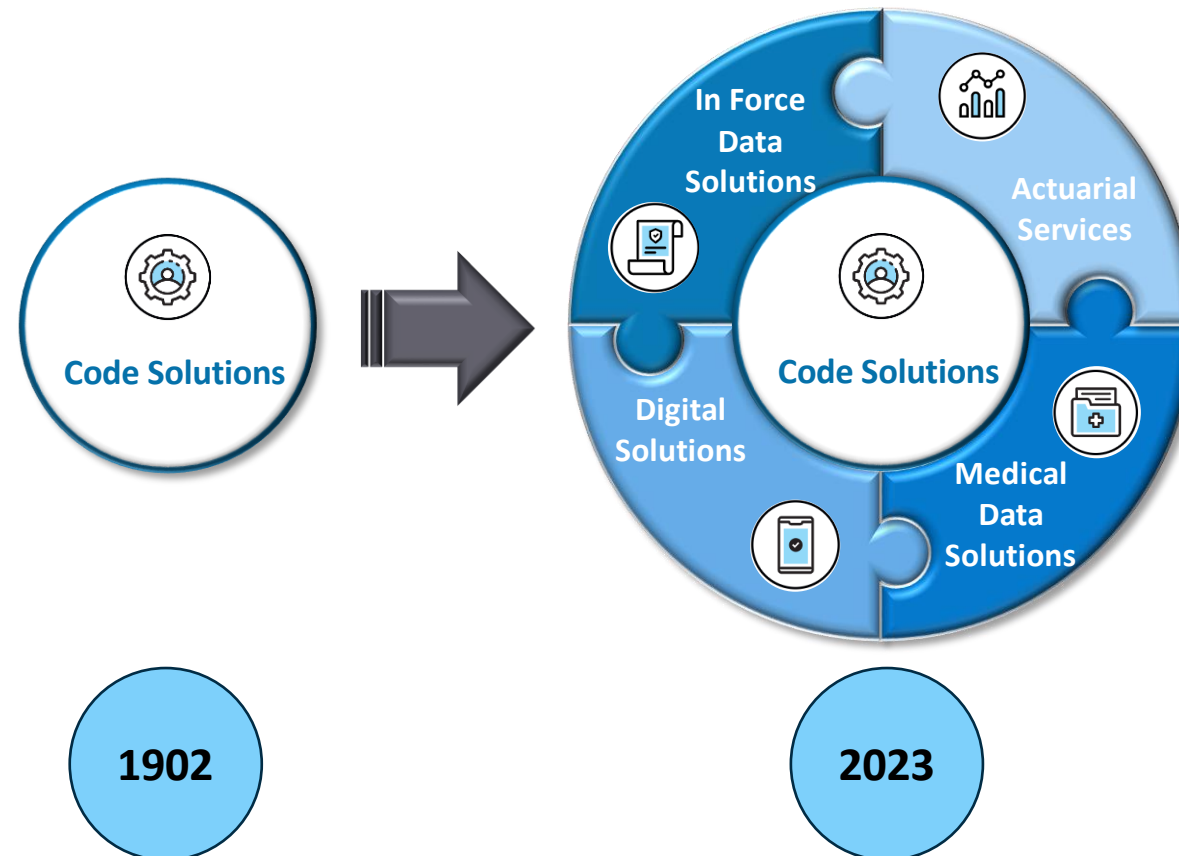 Code Solutions
In Force
Data
Solutions
Actuarial
Services
Code Solutions
Digital
Solutions
Medical
Data
Solutions
1902
2023